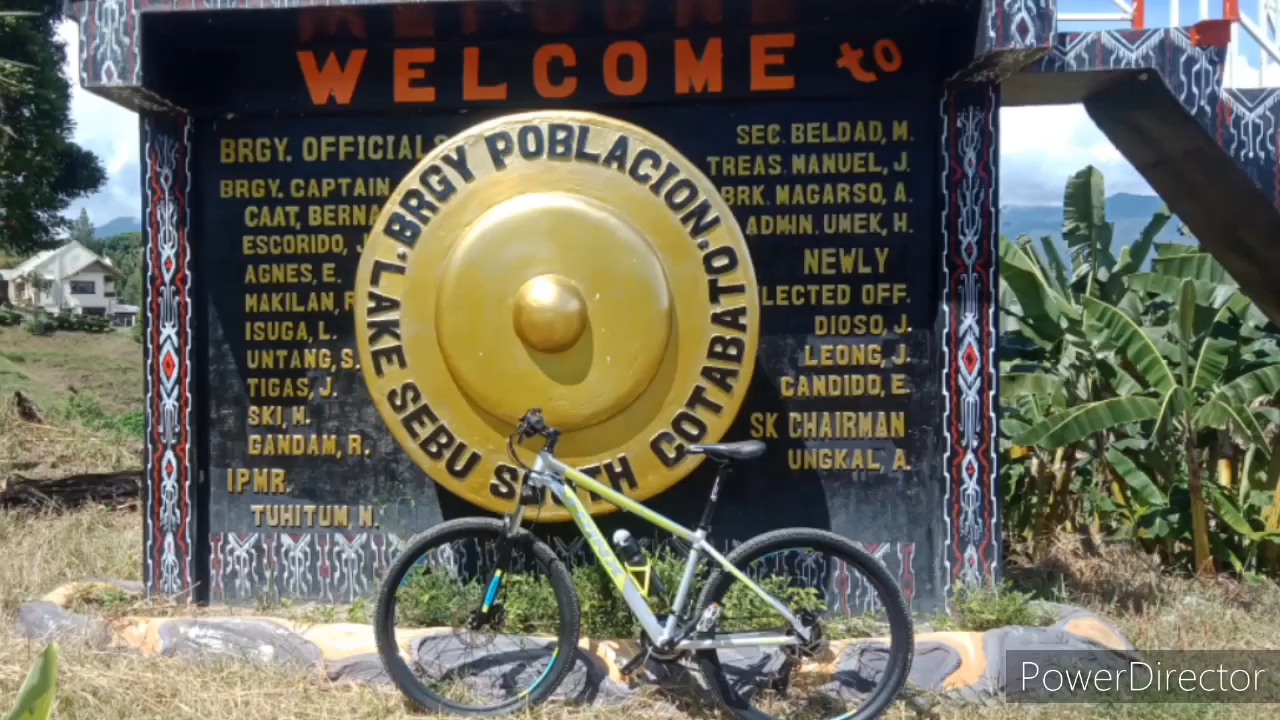 WELCOME to
BRGY. OFFICIALS
BRGY. CAPTAIN
CAAT, BERNA
ESCORIDO, J
AGNES, E.
MAKILAN, R
ISUGA, L.
UNTANG, S.
TIGAS, J.
SKI, M.
GANDAM, R.
IPMR.
TUHITUM, N.
BRGY POBLACION.
LAKE SEBU SOUTH COTABATO
SEC. BELDAD, M.
TREAS. MANUEL, J.
BRK. MAGARSO, A.
ADMIN. UMEK, H.
NEWLY
LECTED OFF.
DIOSO, J.
LEONG, J.
CANDIDO, E.
SK CHAIRMAN
UNGKAL, A.
PowerDirector